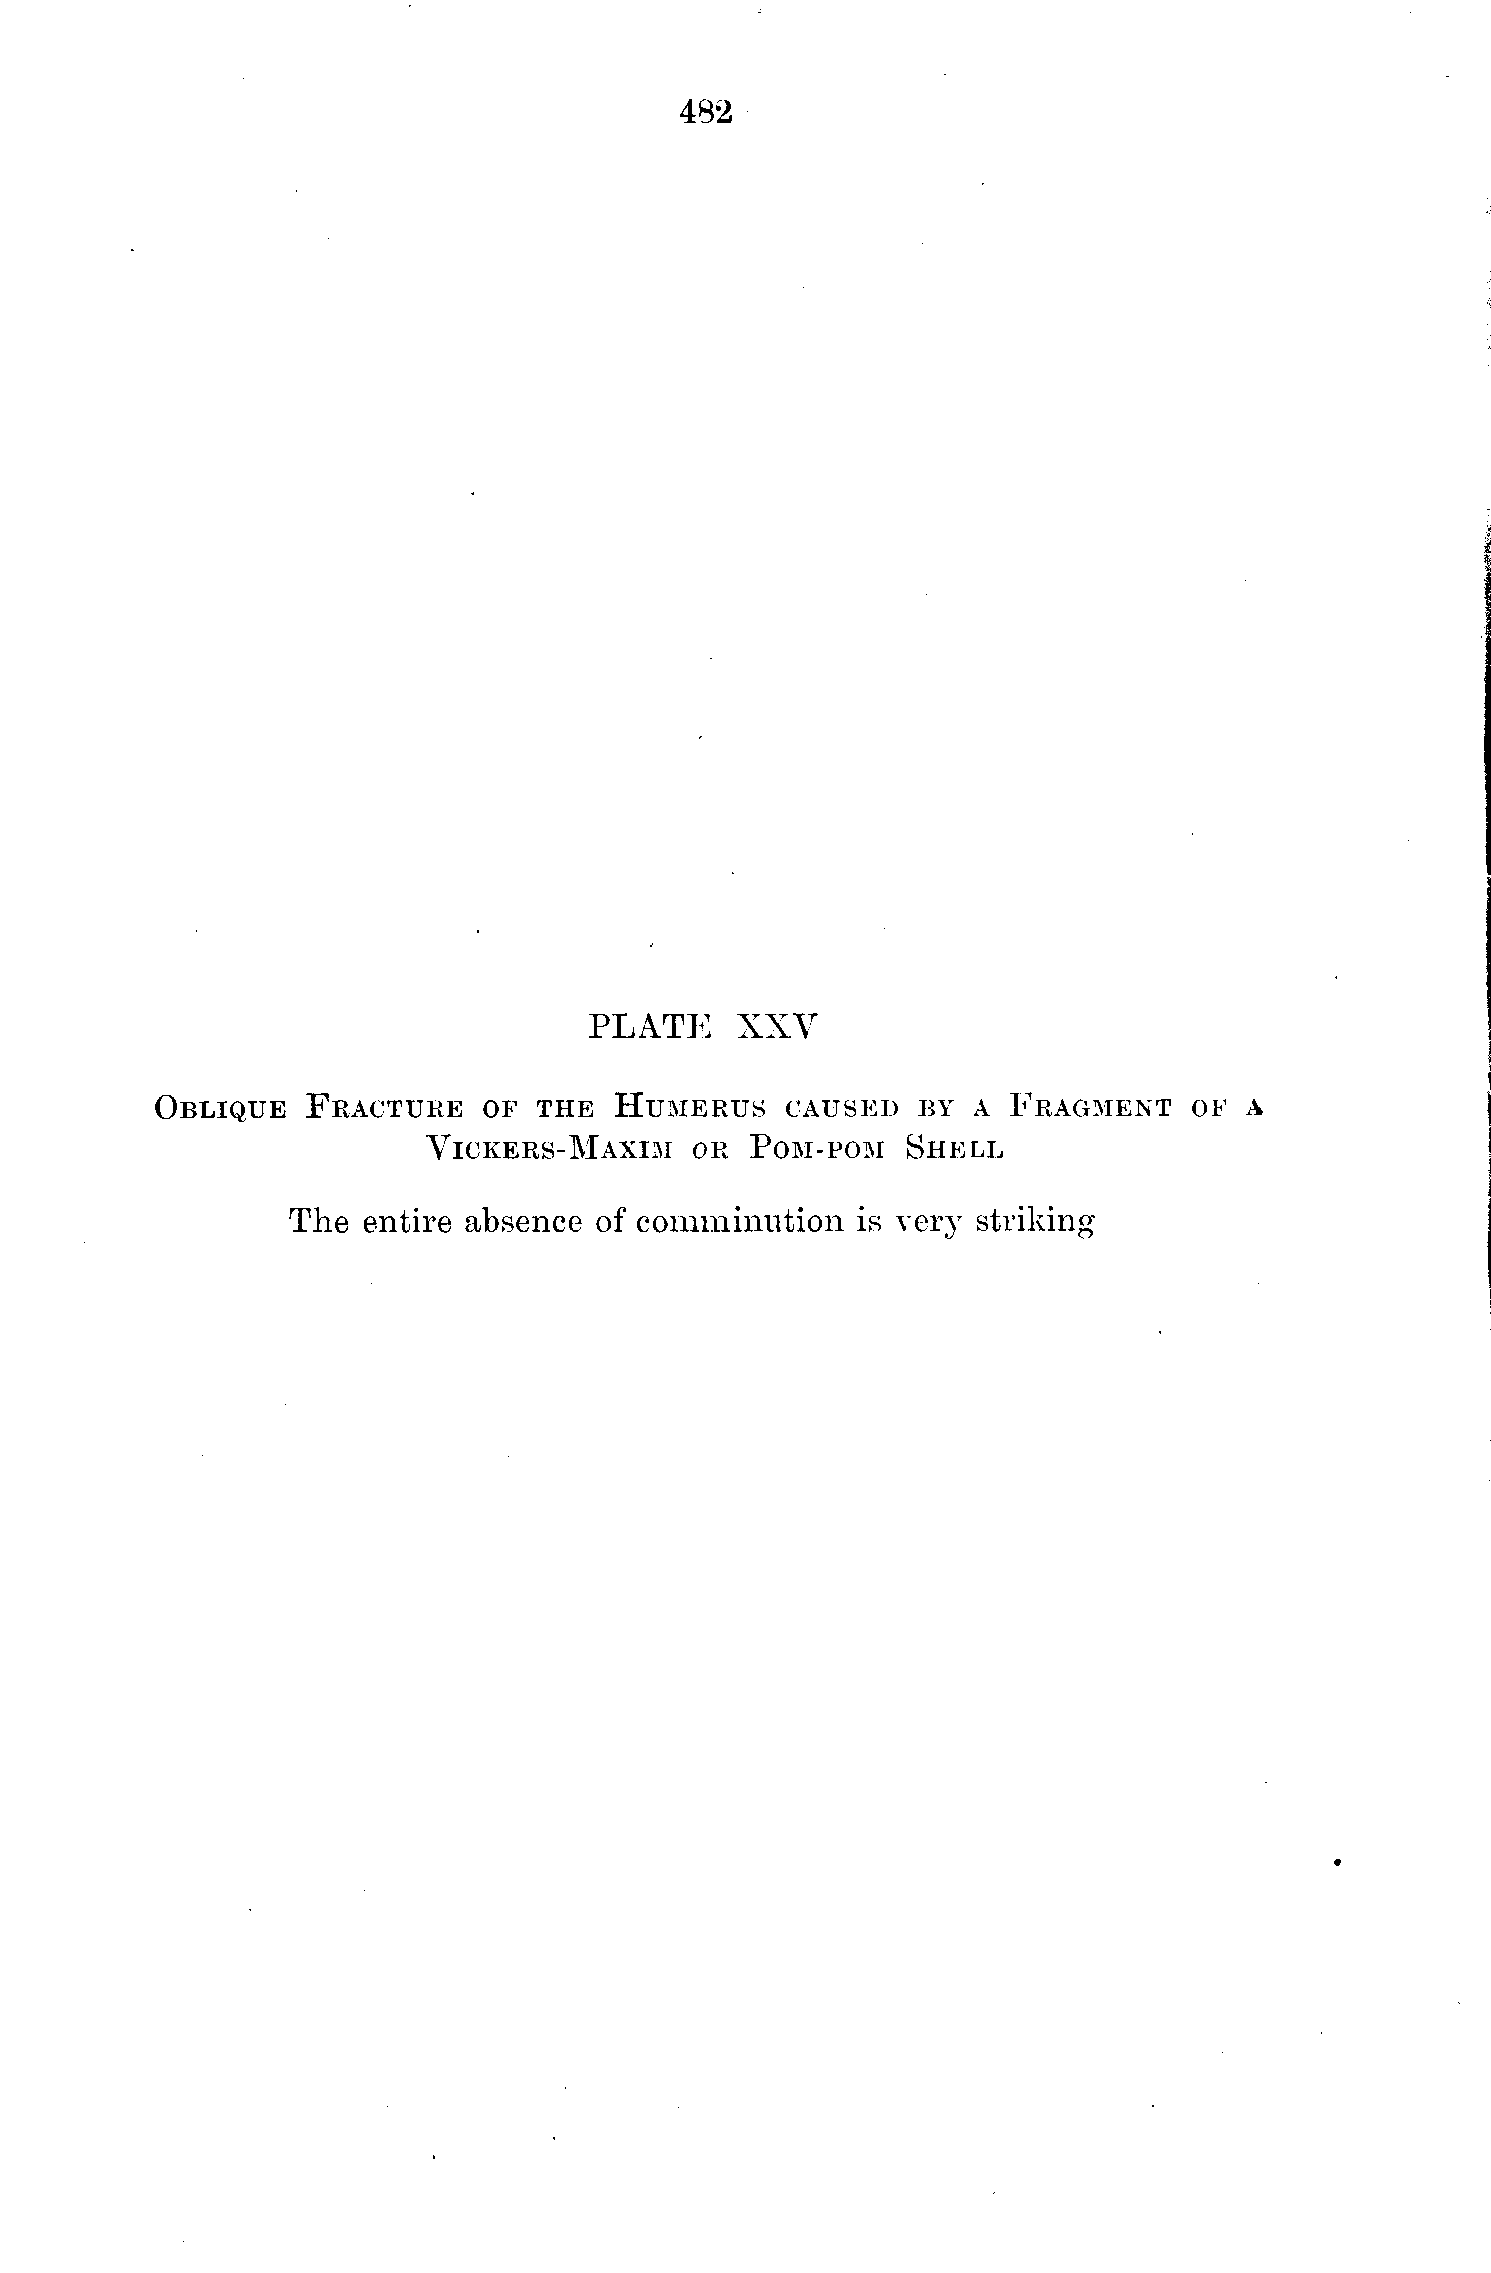 482
PLATE XXV
Oblique Fracture of the Humerus caused by a Fragment of a
Vickers-Maxim or Pom-pom Shell
The entire absence of comminution is very striking